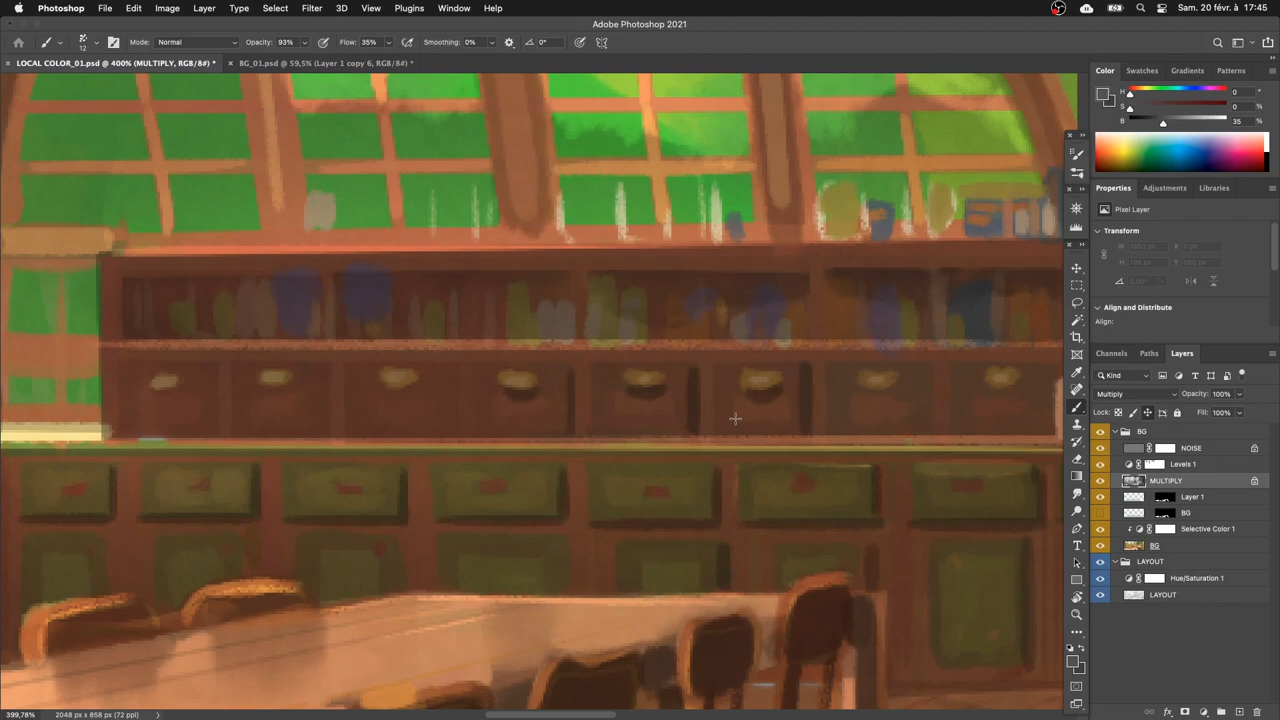 Photoshop File Edit Image Layer Type Select Filter 3D View Plugins Window Help Sam. 20 févr. à 17:45
Adobe Photoshop 2021
12 Mode: Normal Opacity: 93% Flow: 35% Smoothing: 0% 0°
LOCAL COLOR_01.psd @ 400% (MULTIPLY, RGB/8#) * BG_01.psd @ 59,5% (Layer 1 copy 6, RGB/8#) *
Color Swatches Gradients Patterns
H 0 °
S 0 %
B 35 %
Properties Adjustments Libraries
Pixel Layer
Transform
Align and Distribute
Align:
Channels Paths Layers
Kind
Multiply Opacity: 100%
Lock: Fill: 100%
BG
NOISE
Levels 1
MULTIPLY
Layer 1
BG
Selective Color 1
BG
LAYOUT
Hue/Saturation 1
LAYOUT
399,78% 2048 px x 858 px (72 ppi)